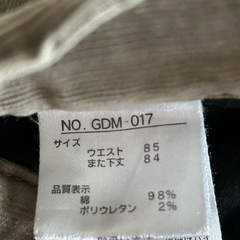 NO. GDM-017
サイズ
ウエスト 85
また下丈 84
品質表示
綿 98%
ポリウレタン 2%